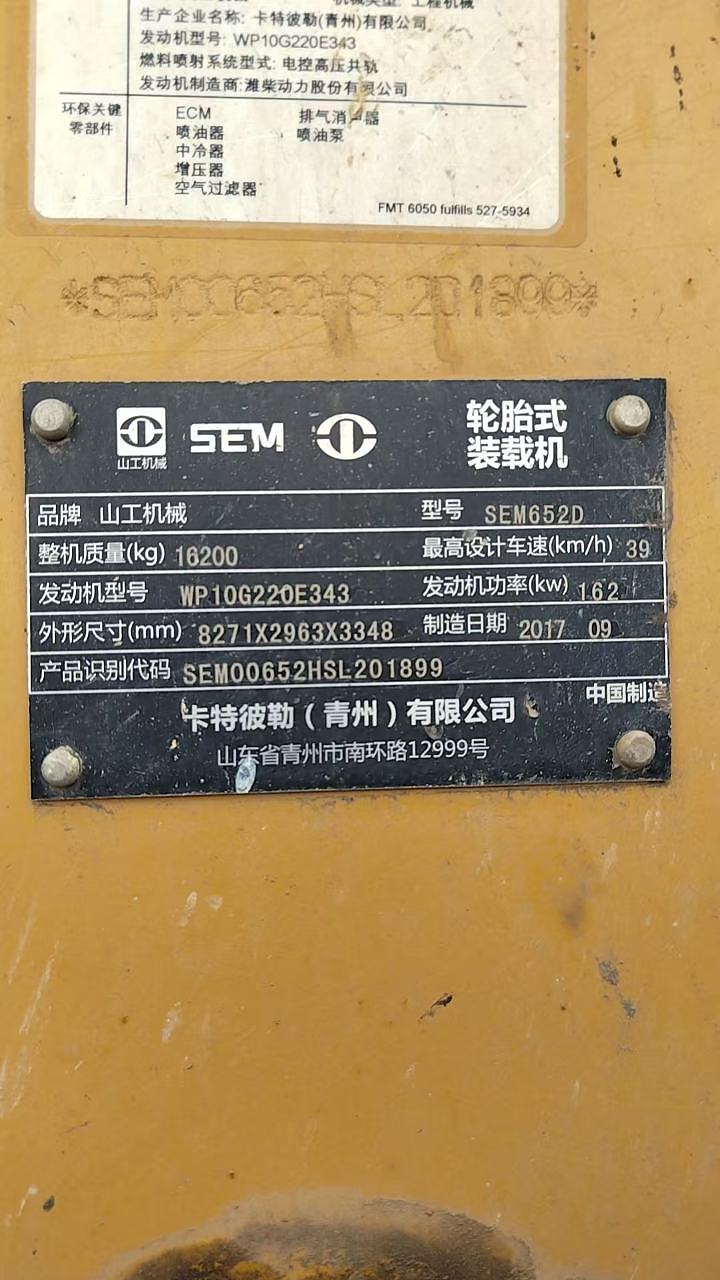 机械类型: 工程机械
生产企业名称: 卡特彼勒(青州)有限公司
发动机型号: WP10G220E343
燃料喷射系统型式: 电控高压共轨
发动机制造商: 潍柴动力股份有限公司
环保关键零部件
ECM 排气消声器
喷油器 喷油泵
中冷器
增压器
空气过滤器
FMT 6050 fulfills 527-5934
*SEM00652HSL201899*
山工机械 SEM 轮胎式
装载机
品牌 山工机械 型号 SEM652D
整机质量(kg) 16200 最高设计车速(km/h) 39
发动机型号 WP10G220E343 发动机功率(kw) 162
外形尺寸(mm) 8271X2963X3348 制造日期 2017 09
产品识别代码 SEM00652HSL201899
中国制造
卡特彼勒(青州)有限公司
山东省青州市南环路12999号